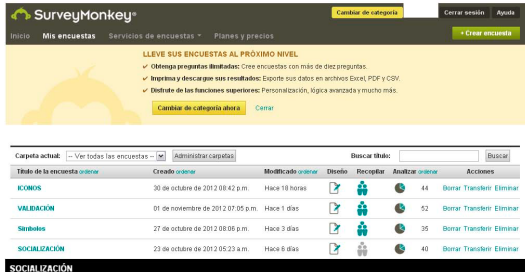 SurveyMonkey®
Cambiar de categoría
Cerrar sesión Ayuda
Inicio Mis encuestas Servicios de encuestas Planes y precios
+ Crear encuesta
LLEVE SUS ENCUESTAS AL PRÓXIMO NIVEL
Obtenga preguntas ilimitadas: Cree encuestas con más de diez preguntas.
Imprima y descargue sus resultados: Exporte sus datos en archivos Excel, PDF y CSV.
Disfrute de las funciones superiores: Personalización, lógica avanzada y mucho más.
Cambiar de categoría ahora Cerrar
Carpeta actual: -- Ver todas las encuestas -- Administrar carpetas Buscar título: Buscar
Título de la encuesta ordenar Creado ordenar Modificado ordenar Diseño Recopilar Analizar ordenar Acciones
ICONOS 30 de octubre de 2012 08:42 p.m. Hace 18 horas 44 Borrar Transferir Eliminar
VALIDACIÓN 01 de noviembre de 2012 07:05 p.m. Hace 1 días 52 Borrar Transferir Eliminar
Símboles 27 de octubre de 2012 08:06 p.m. Hace 3 días 35 Borrar Transferir Eliminar
SOCIALIZACIÓN 23 de octubre de 2012 05:23 a.m. Hace 6 días 40 Borrar Transferir Eliminar
SOCIALIZACIÓN